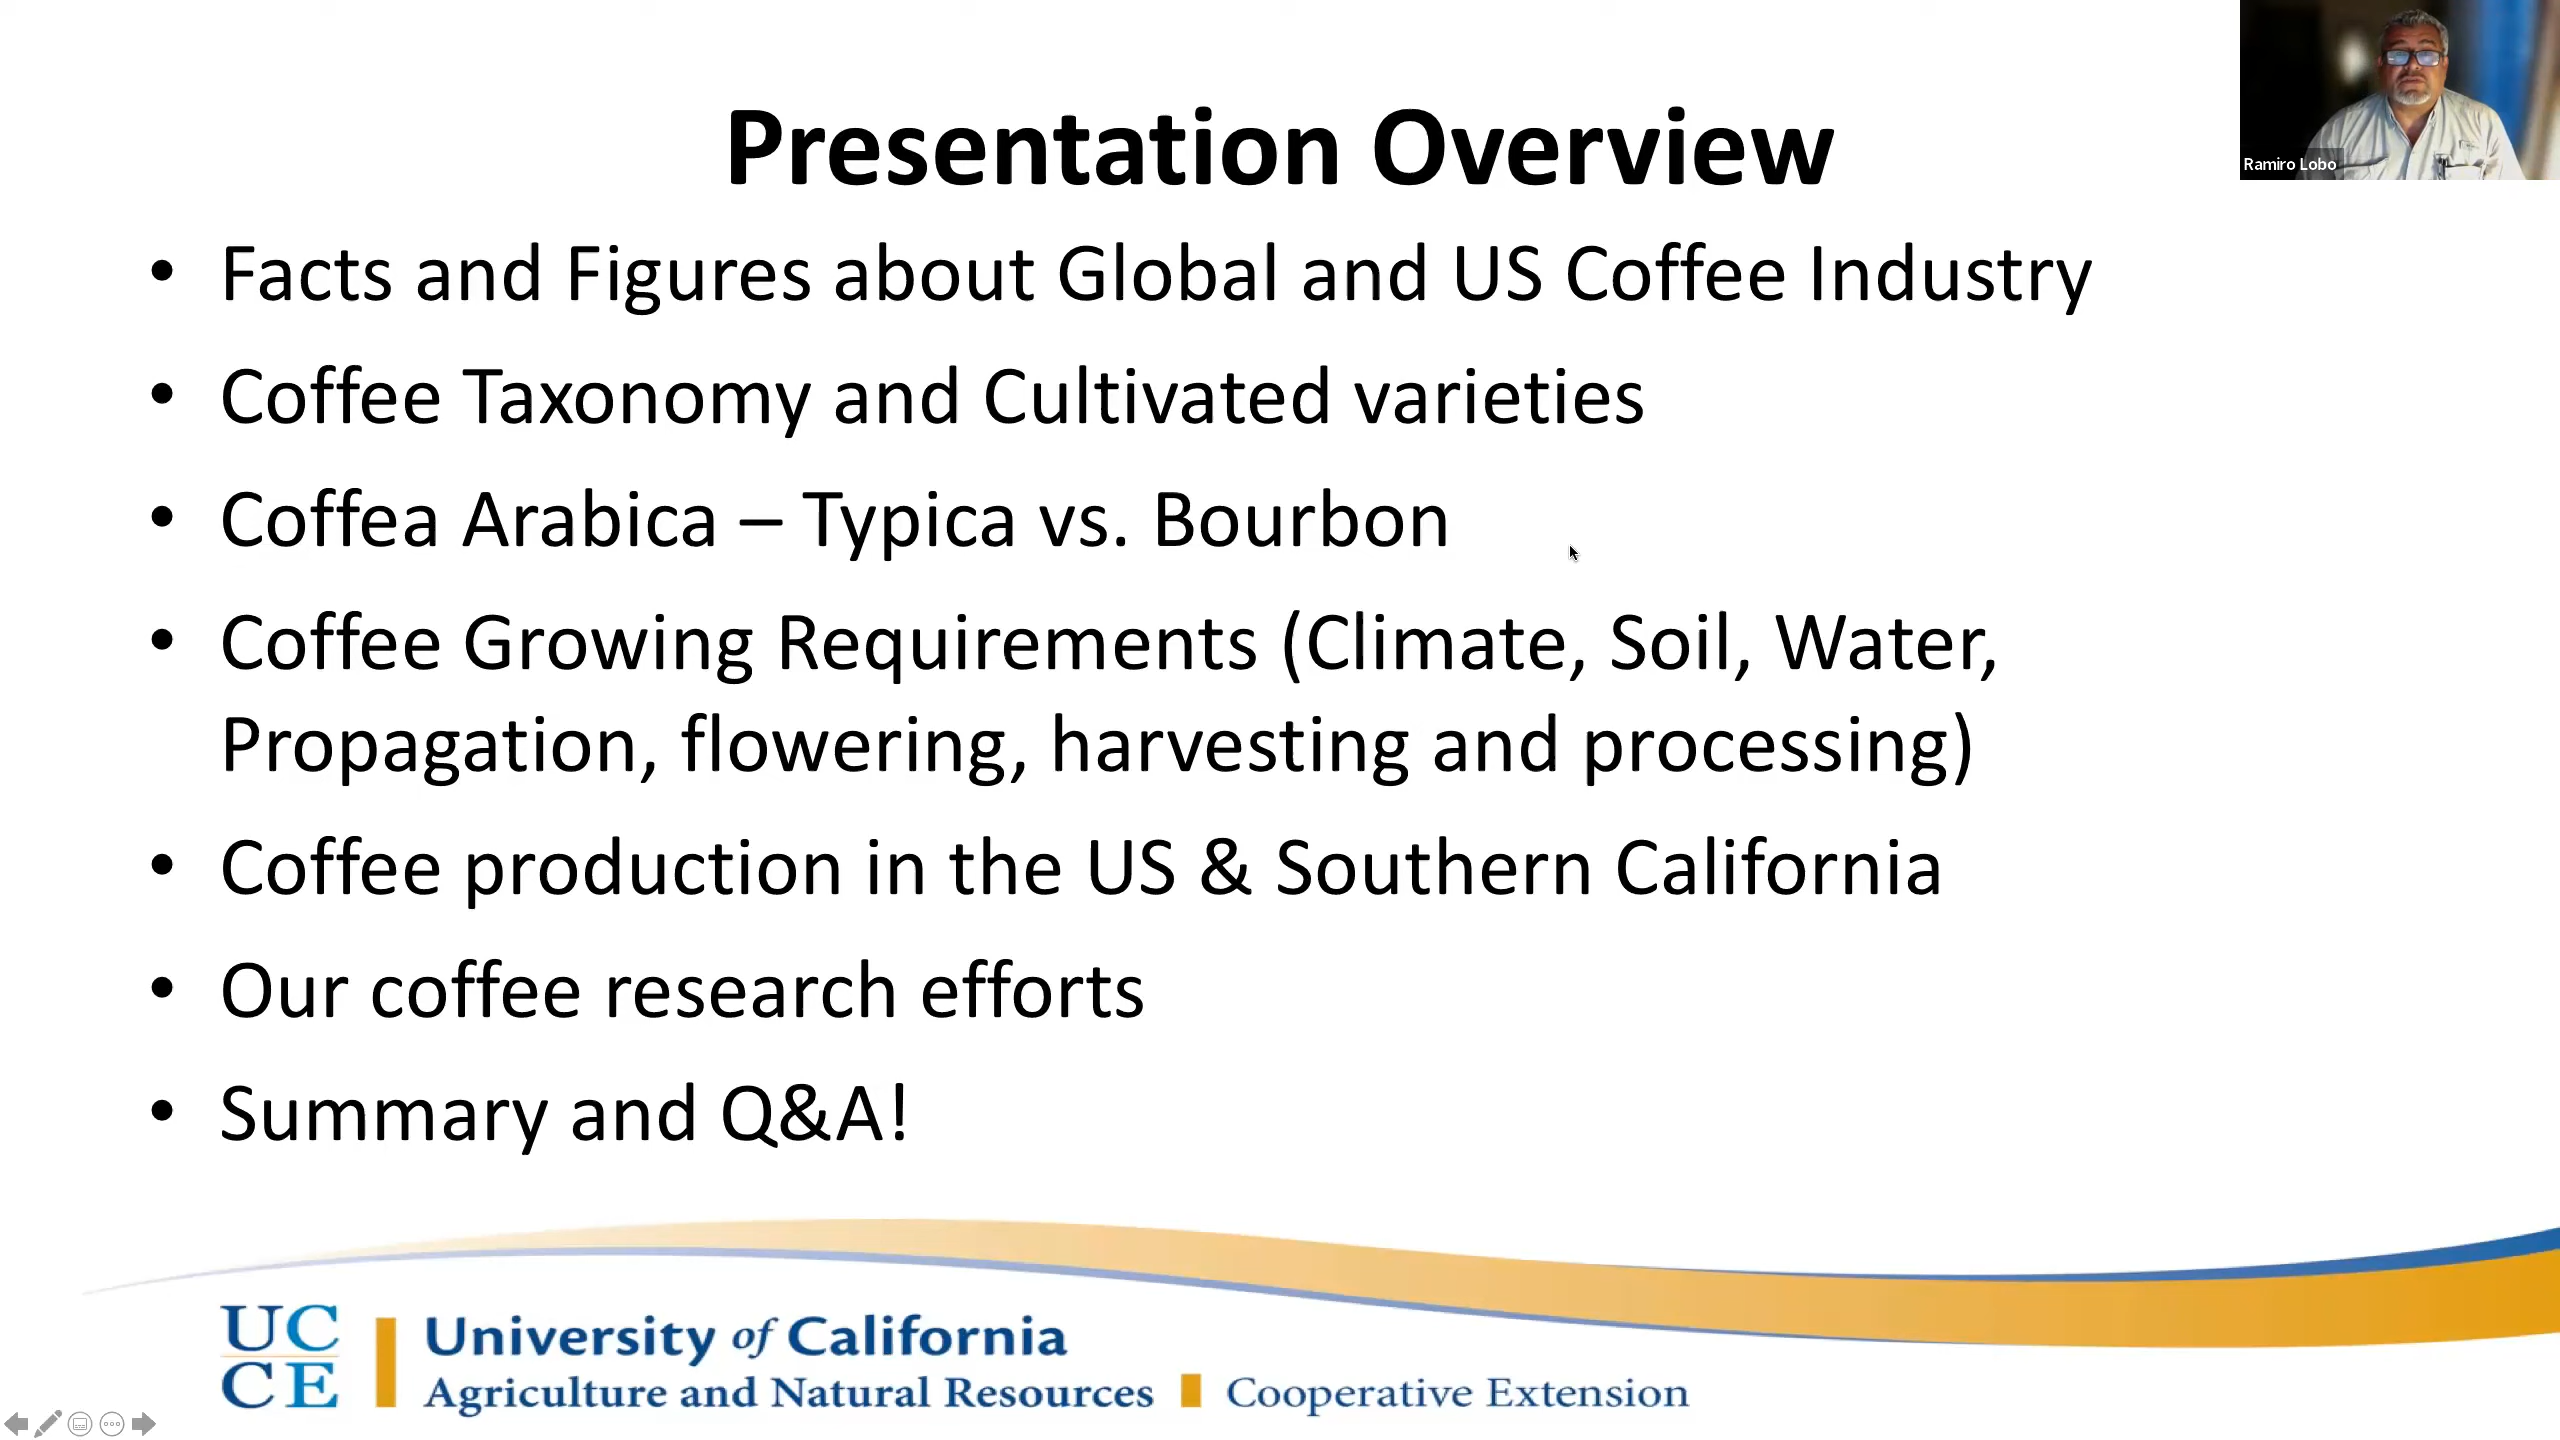 Presentation Overview
Ramiro Lobo
• Facts and Figures about Global and US Coffee Industry
• Coffee Taxonomy and Cultivated varieties
• Coffea Arabica – Typica vs. Bourbon
• Coffee Growing Requirements (Climate, Soil, Water,
Propagation, flowering, harvesting and processing)
• Coffee production in the US & Southern California
• Our coffee research efforts
• Summary and Q&A!
UC
CE
University of California
Agriculture and Natural Resources Cooperative Extension